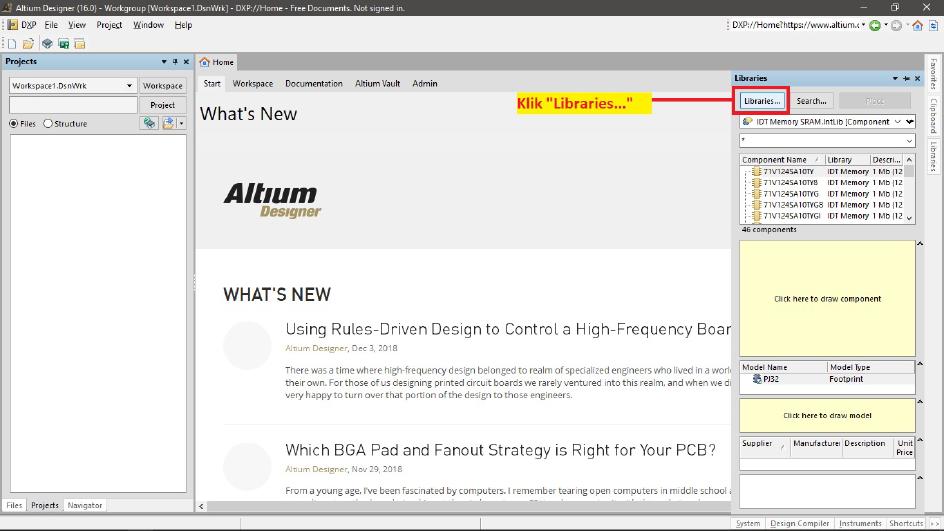 Altium Designer (16.0) - Workgroup [Workspace1.DsnWrk] - DXP://Home - Free Documents. Not signed in.
DXP File View Project Window Help
DXP://Home?https://www.altium.c
Projects
Workspace1.DsnWrk Workspace
Project
Files Structure
Files Projects Navigator
Home
Start Workspace Documentation Altium Vault Admin
What's New
Altium
Designer
WHAT'S NEW
Using Rules-Driven Design to Control a High-Frequency Boar
Altium Designer, Dec 3, 2018
There was a time where high-frequency design belonged to realm of specialized engineers who lived in a world
their own. For those of us designing printed circuit boards we rarely ventured into this realm, and when we di
very happy to turn over that portion of the design to those engineers.
Which BGA Pad and Fanout Strategy is Right for Your PCB?
Altium Designer, Nov 29, 2018
From a young age, I've been fascinated by computers. I remember tearing open computers in middle school a
Klik "Libraries..."
Libraries
Libraries... Search... Place
IDT Memory SRAM.IntLib [Component
*
Component Name / Library Descri...
71V124SA10TY IDT Memory 1 Mb (12
71V124SA10TY8 IDT Memory 1 Mb (12
71V124SA10TYG IDT Memory 1 Mb (12
71V124SA10TYG8 IDT Memory 1 Mb (12
71V124SA10TYGI IDT Memory 1 Mb (12
46 components
Click here to draw component
Model Name Model Type
PJ32 Footprint
Click here to draw model
Supplier / Manufacturer Description Unit Price
Favorites
Clipboard
Libraries
System Design Compiler Instruments Shortcuts >>